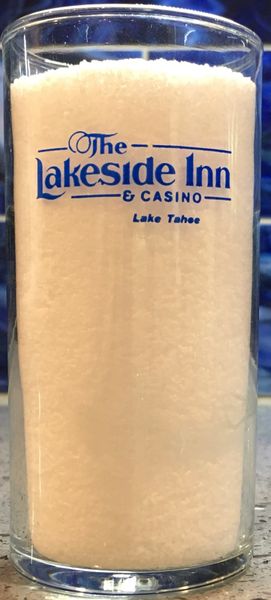 The
Lakeside Inn
& CASINO
Lake Tahoe